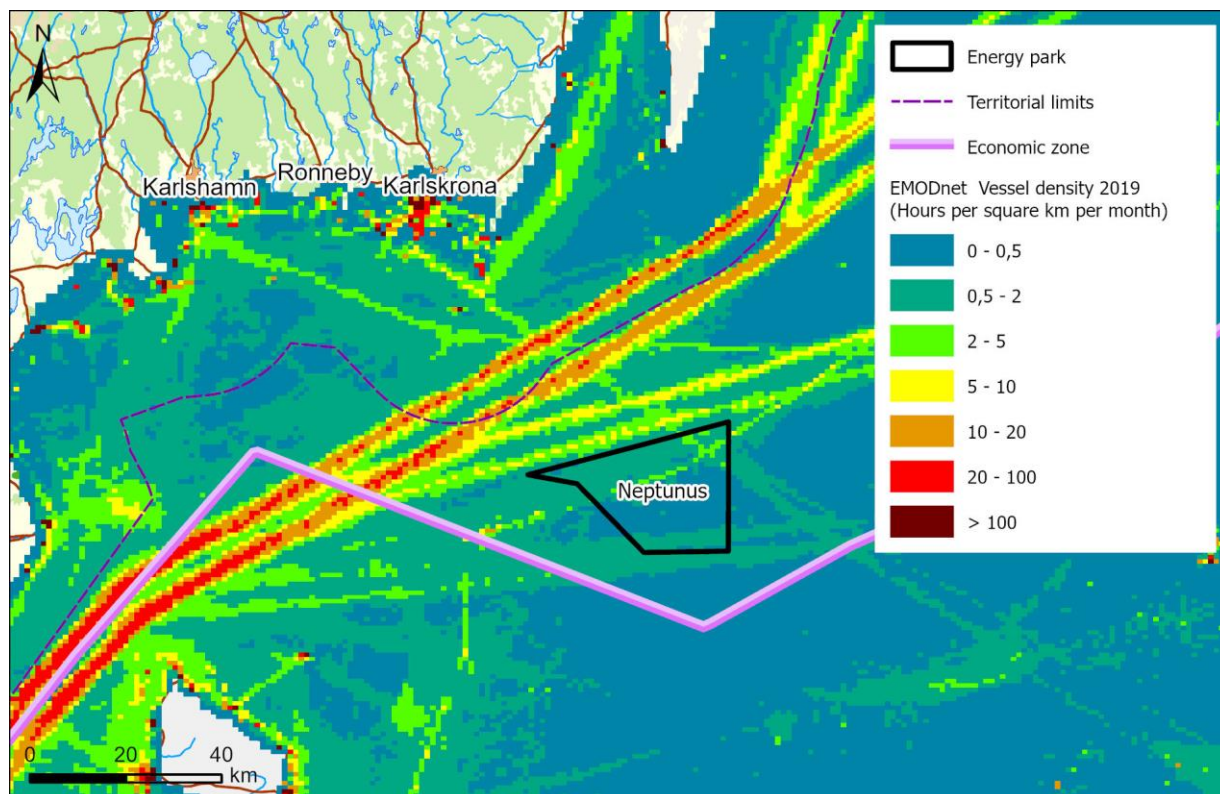 N
Karlshamn
Ronneby
Karlskrona
Neptunus
0 20 40
km
Energy park
Territorial limits
Economic zone
EMODnet Vessel density 2019
(Hours per square km per month)
0 - 0,5
0,5 - 2
2 - 5
5 - 10
10 - 20
20 - 100
> 100